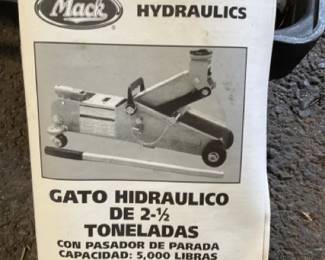 Mack®
HYDRAULICS
GATO HIDRAULICO
DE 2-½
TONELADAS
CON PASADOR DE PARADA
CAPACIDAD: 5,000 LIBRAS